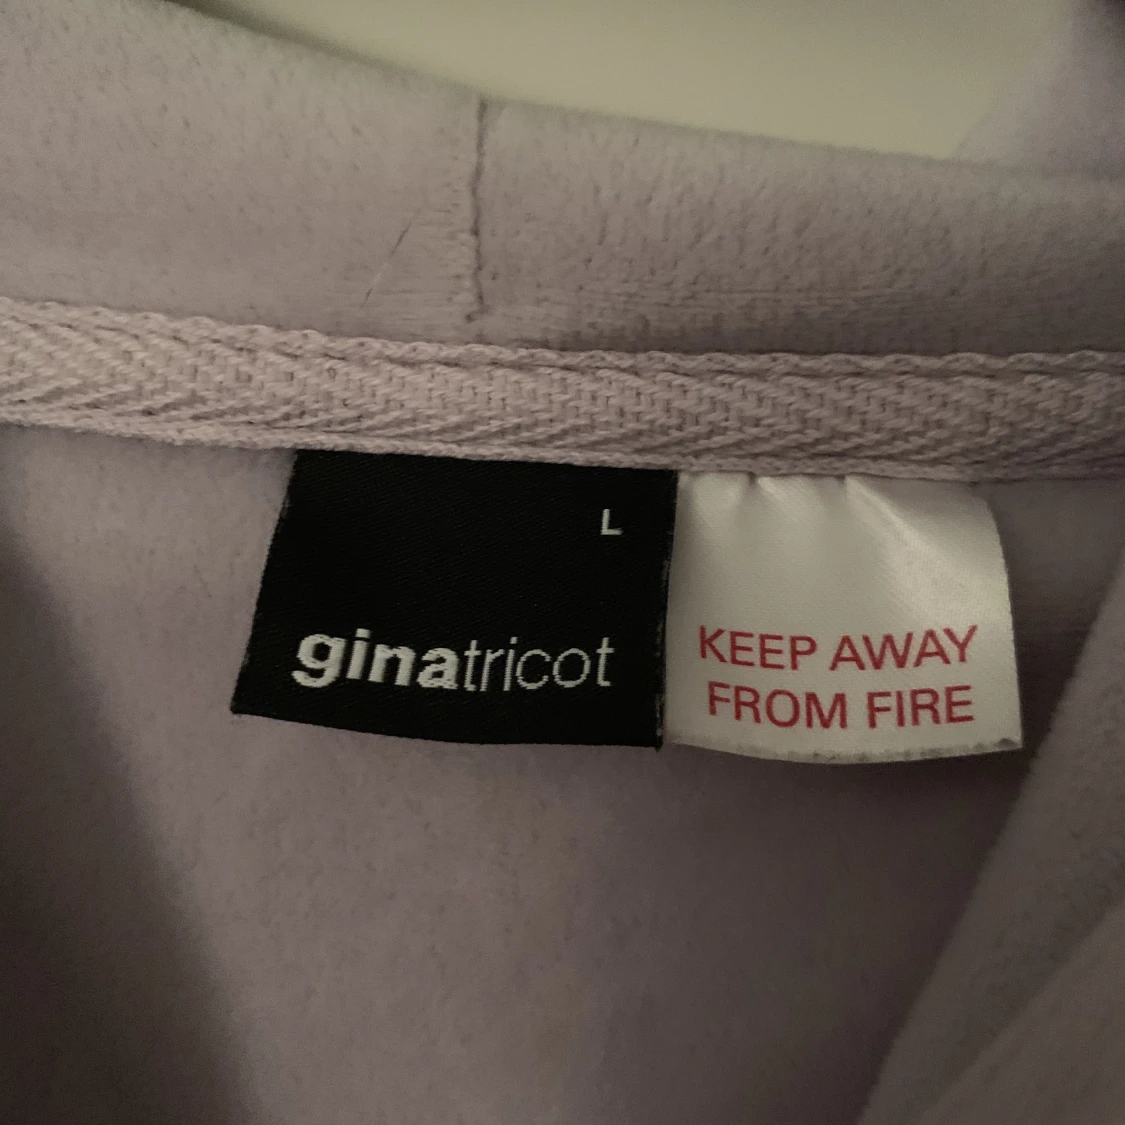 L
ginatricot
KEEP AWAY
FROM FIRE